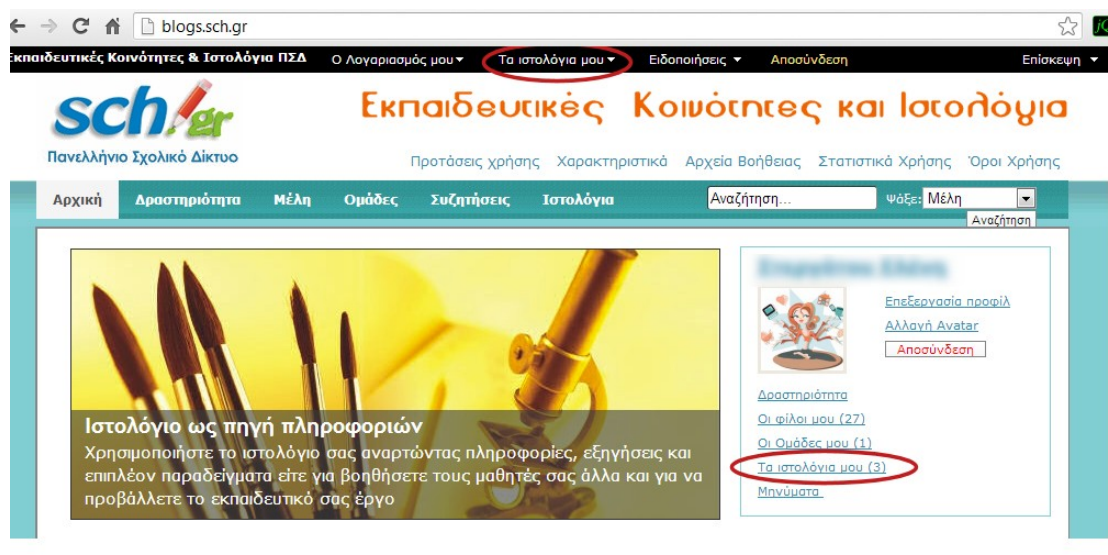 blogs.sch.gr
Εκπαιδευτικές Κοινότητες & Ιστολόγια ΠΣΔ Ο Λογαριασμός μου Τα ιστολόγια μου Ειδοποιήσεις Αποσύνδεση Επίσκεψη
sch.gr
Πανελλήνιο Σχολικό Δίκτυο
Εκπαιδευτικές Κοινότητες και Ιστολόγια
Προτάσεις χρήσης Χαρακτηριστικά Αρχεία Βοήθειας Στατιστικά Χρήσης Όροι Χρήσης
Αρχική Δραστηριότητα Μέλη Ομάδες Συζητήσεις Ιστολόγια Αναζήτηση... Ψάξε: Μέλη
Αναζήτηση
Ιστολόγιο ως πηγή πληροφοριών
Χρησιμοποιήστε το ιστολόγιο σας αναρτώντας πληροφορίες, εξηγήσεις και
επιπλέον παραδείγματα είτε για βοηθήσετε τους μαθητές σας άλλα και για να
προβάλλετε το εκπαιδευτικό σας έργο
Επεξεργασία προφίλ
Αλλαγή Avatar
Αποσύνδεση
Δραστηριότητα
Οι φίλοι μου (27)
Οι Ομάδες μου (1)
Τα ιστολόγια μου (3)
Μηνύματα